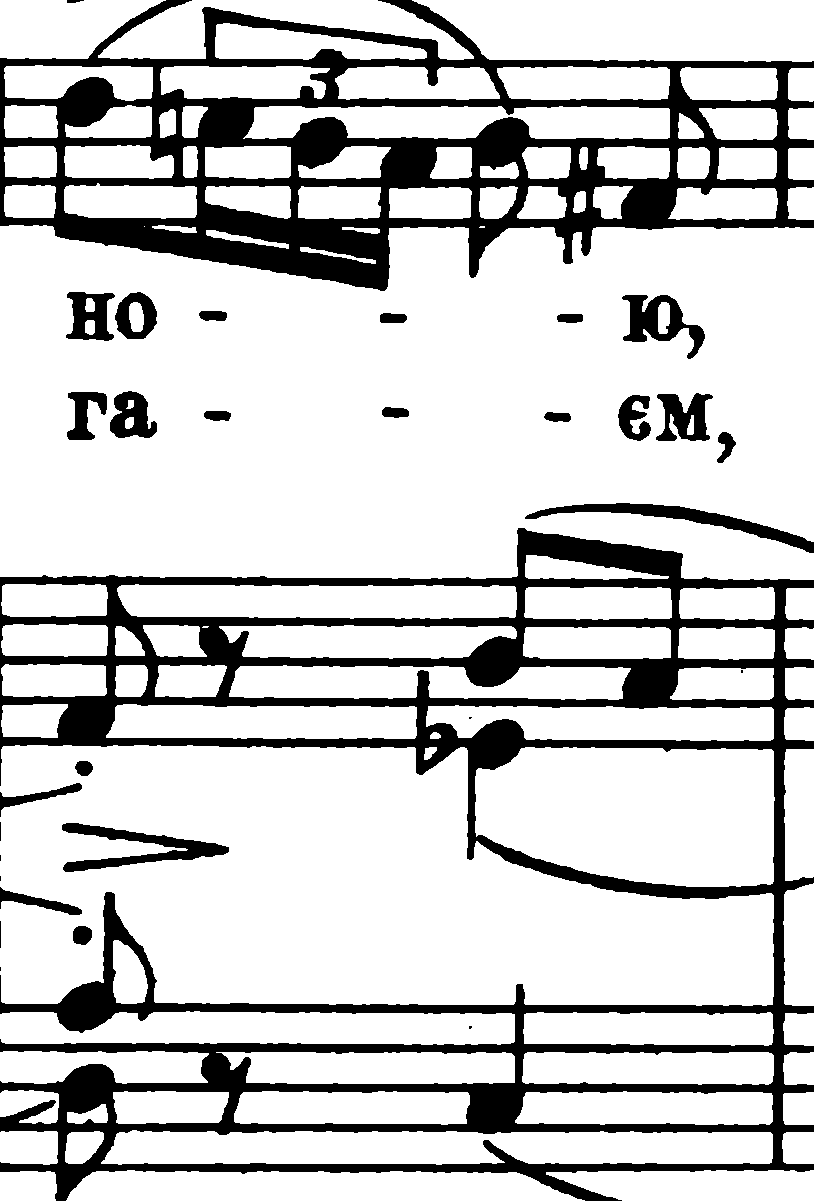 3
но - - - ю,
га - - - єм,